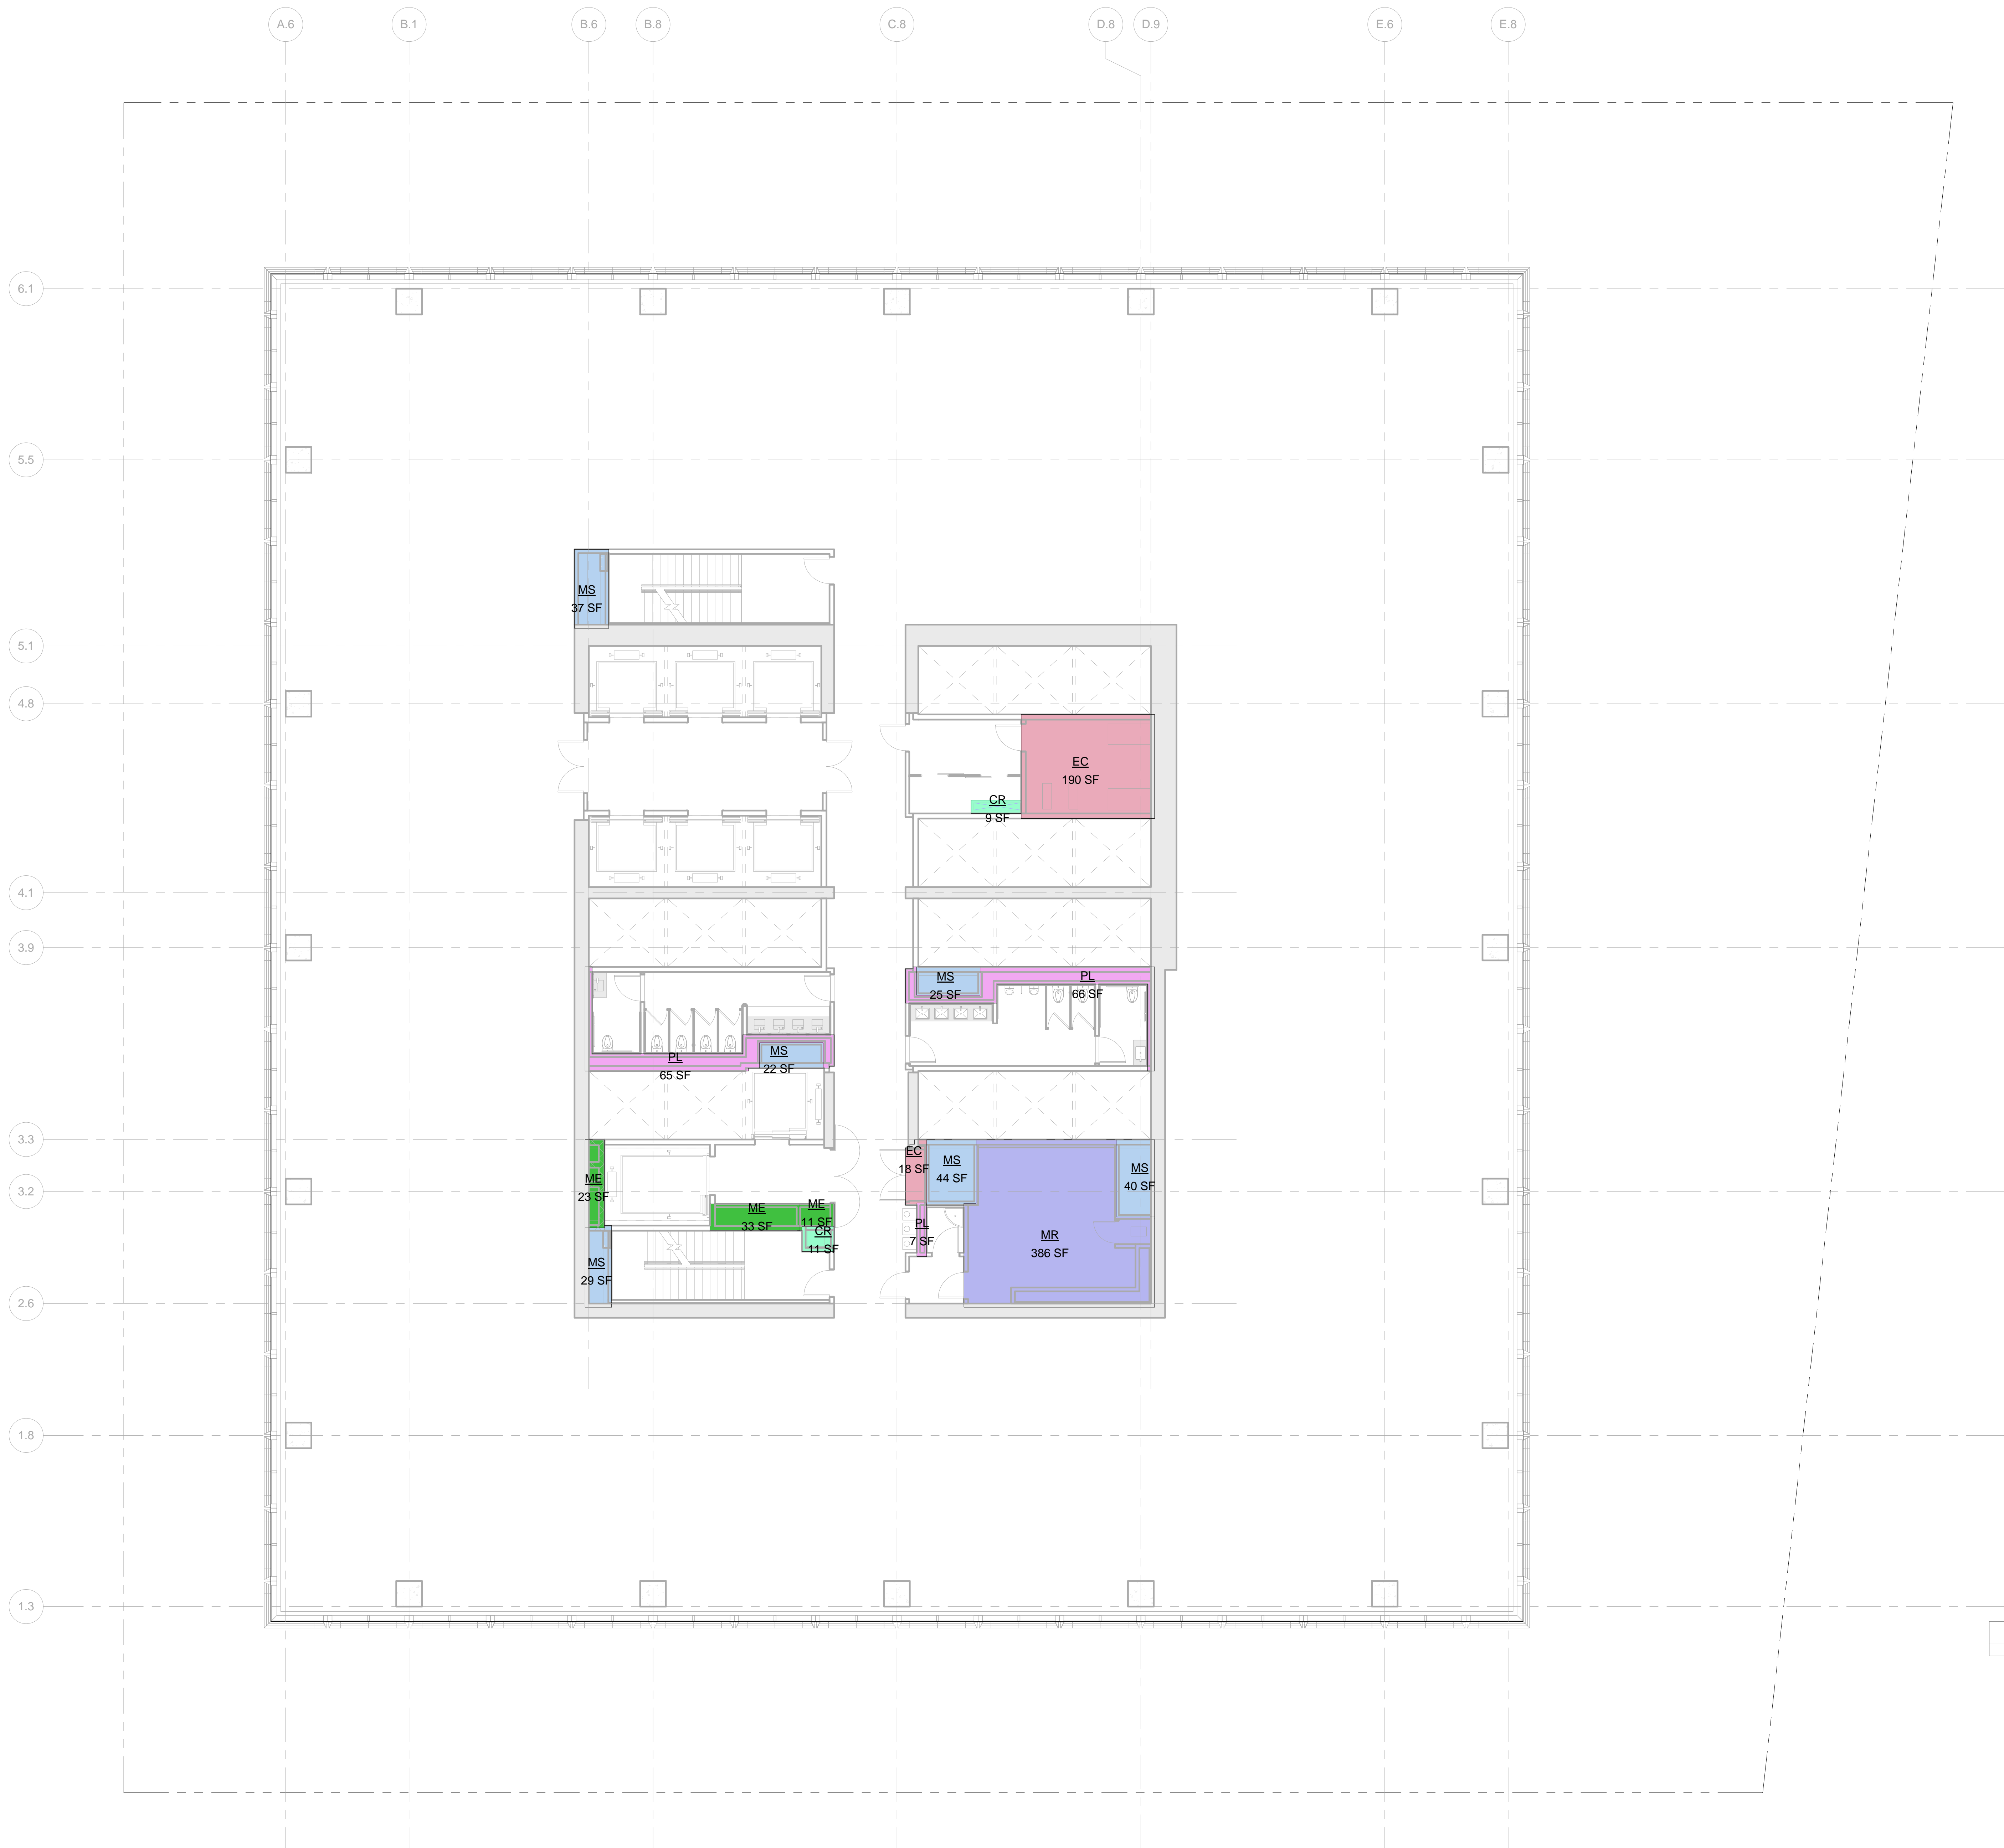 A.6
B.1
B.6
B.8
C.8
D.8
D.9
E.6
E.8
6.1
5.5
5.1
4.8
4.1
3.9
3.3
3.2
2.6
1.8
1.3
MS
37 SF
EC
190 SF
CR
9 SF
MS
25 SF
PL
66 SF
PL
65 SF
MS
22 SF
EC
18 SF
MS
44 SF
MS
40 SF
ME
23 SF
ME
33 SF
ME
11 SF
CR
11 SF
PL
7 SF
MR
386 SF
MS
29 SF